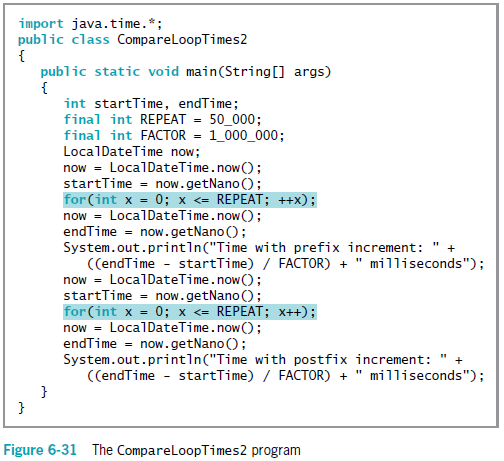 import java.time.*;
public class CompareLoopTimes2
{
   public static void main(String[] args)
   {
      int startTime, endTime;
      final int REPEAT = 50_000;
      final int FACTOR = 1_000_000;
      LocalDateTime now;
      now = LocalDateTime.now();
      startTime = now.getNano();
      for(int x = 0; x <= REPEAT; ++x);
      now = LocalDateTime.now();
      endTime = now.getNano();
      System.out.println("Time with prefix increment: " +
         ((endTime - startTime) / FACTOR) + " milliseconds");
      now = LocalDateTime.now();
      startTime = now.getNano();
      for(int x = 0; x <= REPEAT; x++);
      now = LocalDateTime.now();
      endTime = now.getNano();
      System.out.println("Time with postfix increment: " +
         ((endTime - startTime) / FACTOR) + " milliseconds");
   }
}
Figure 6-31 The CompareLoopTimes2 program